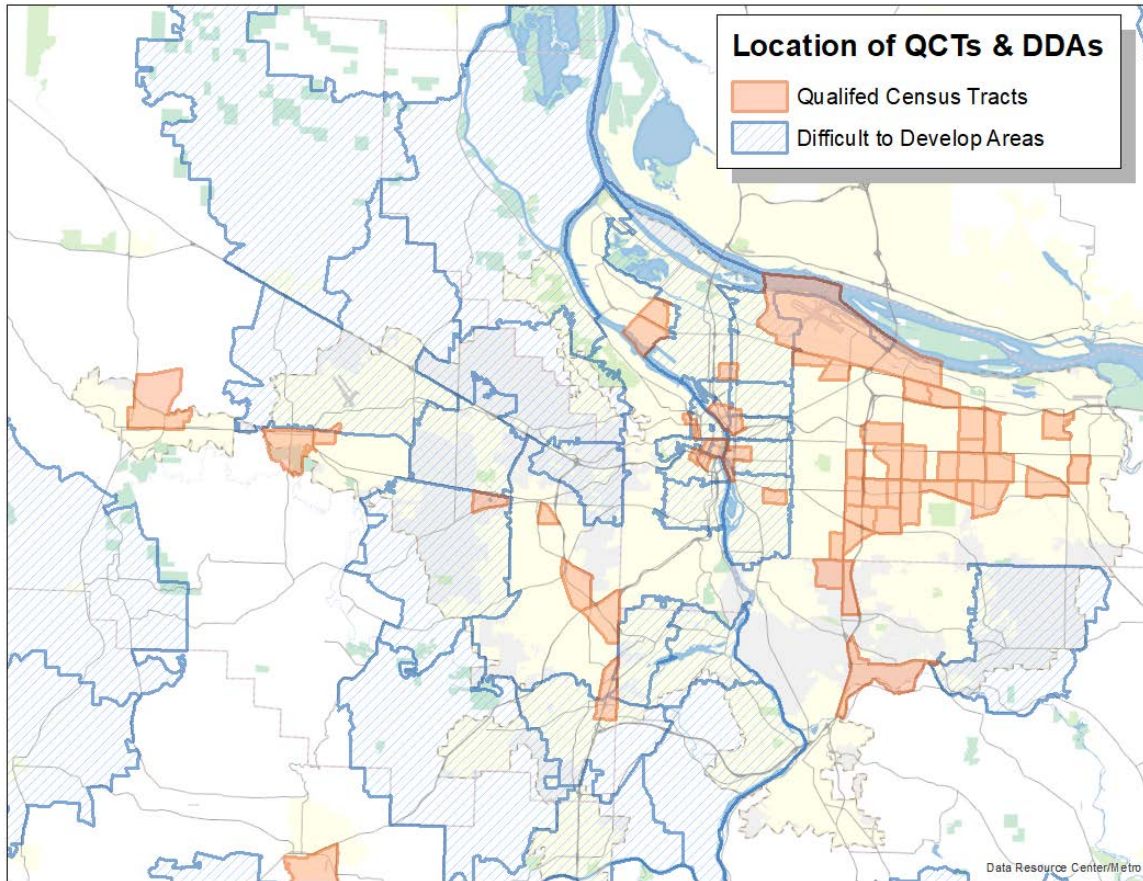 Location of QCTs & DDAs
Qualifed Census Tracts
Difficult to Develop Areas
Data Resource Center/Metro